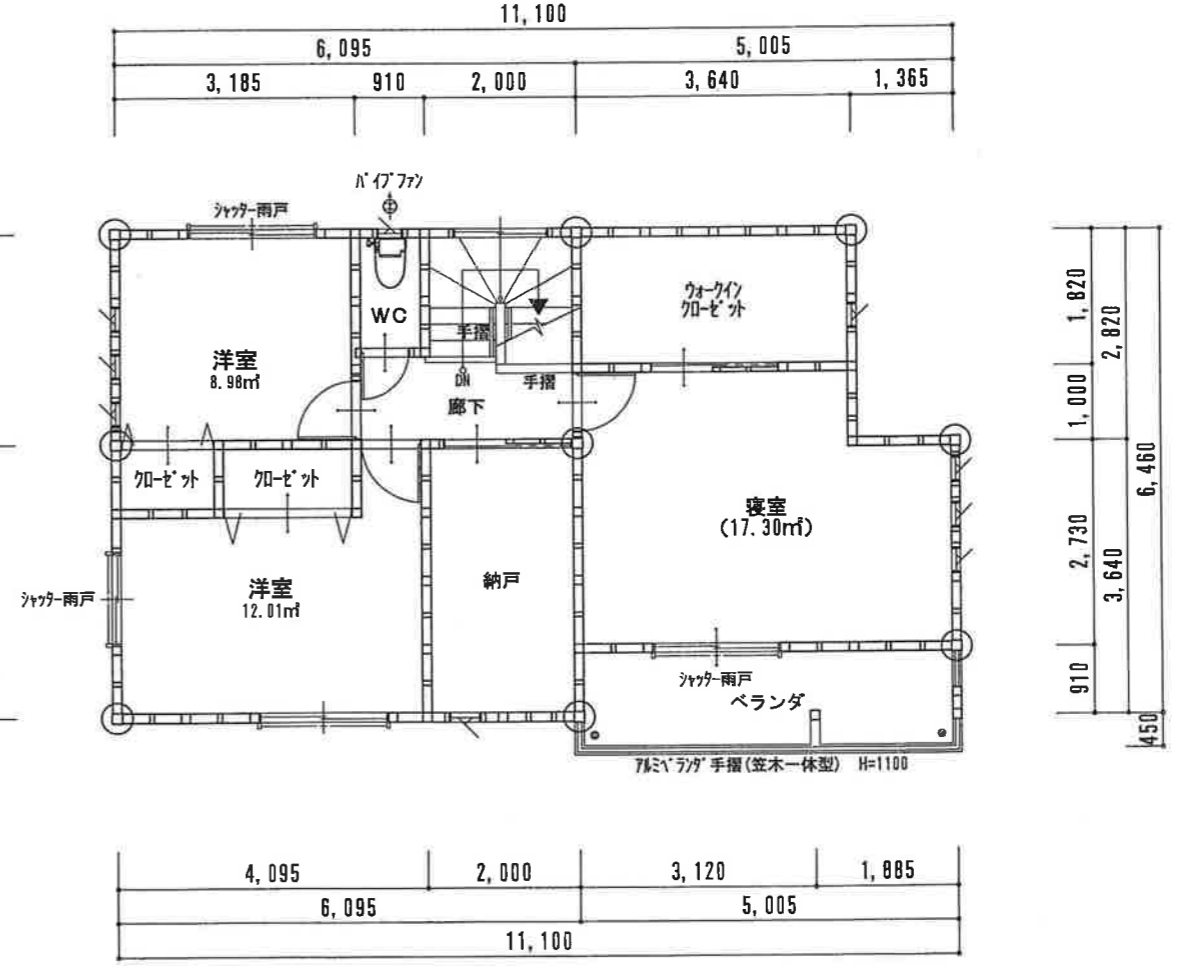 11,100
6,095 5,005
3,185 910 2,000 3,640 1,365
パイプファン
シャッター雨戸
ウォークイン
クローゼット
WC
手摺
洋室
8.98㎡
DN
手摺
廊下
クローゼット クローゼット
寝室
(17.30㎡)
納戸
洋室
12.01㎡
シャッター雨戸
シャッター雨戸
ベランダ
アルミベランダ手摺(笠木一体型) H=1100
1,820
2,820
1,000
6,460
2,730
3,640
910
450
4,095 2,000 3,120 1,885
6,095 5,005
11,100